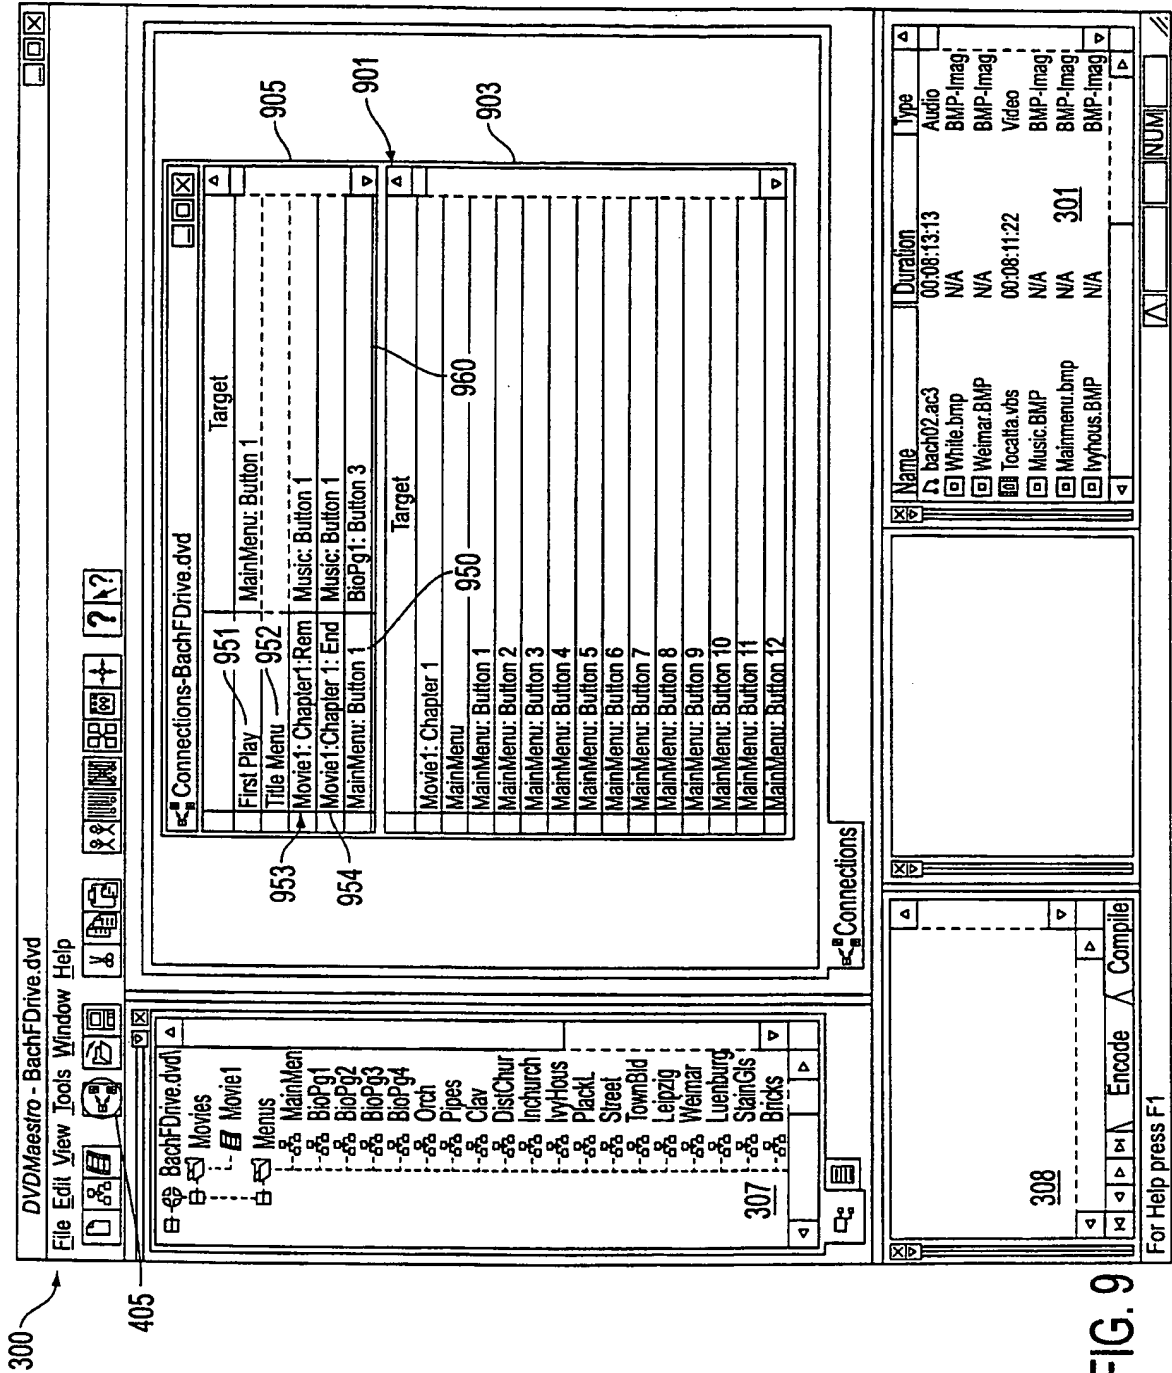 300
DVDMaestro - BachFDrive.dvd
File Edit View Tools Window Help
405
BachFDrive.dvd\
Movies
Movie1
Menus
MainMen
BioPg1
BioPg2
BioPg3
BioPg4
Orch
Pipes
Clav
DistChur
Inchurch
IvyHous
PlackL
Street
TownBld
Leipzig
Weimar
Luenburg
StainGls
Bricks
307
Connections-BachFDrive.dvd
Target
First Play
951
MainMenu: Button 1
Title Menu
952
953
Movie1: Chapter1:Rem
Music: Button 1
954
Movie1:Chapter 1: End
Music: Button 1
MainMenu: Button 1
BioPg1: Button 3
905
901
903
Target
Movie1: Chapter 1
MainMenu
950
960
MainMenu: Button 1
MainMenu: Button 2
MainMenu: Button 3
MainMenu: Button 4
MainMenu: Button 5
MainMenu: Button 6
MainMenu: Button 7
MainMenu: Button 8
MainMenu: Button 9
MainMenu: Button 10
MainMenu: Button 11
MainMenu: Button 12
Connections
308
Encode Compile
Name Duration Type
bach02.ac3 00:08:13:13 Audio
White.bmp N/A BMP-Imag
Weimar.BMP N/A BMP-Imag
Tocatta.vbs 00:08:11:22 Video
Music.BMP N/A BMP-Imag
Mainmenu.bmp N/A BMP-Imag
Ivyhous.BMP N/A BMP-Imag
301
For Help press F1
NUM
FIG. 9